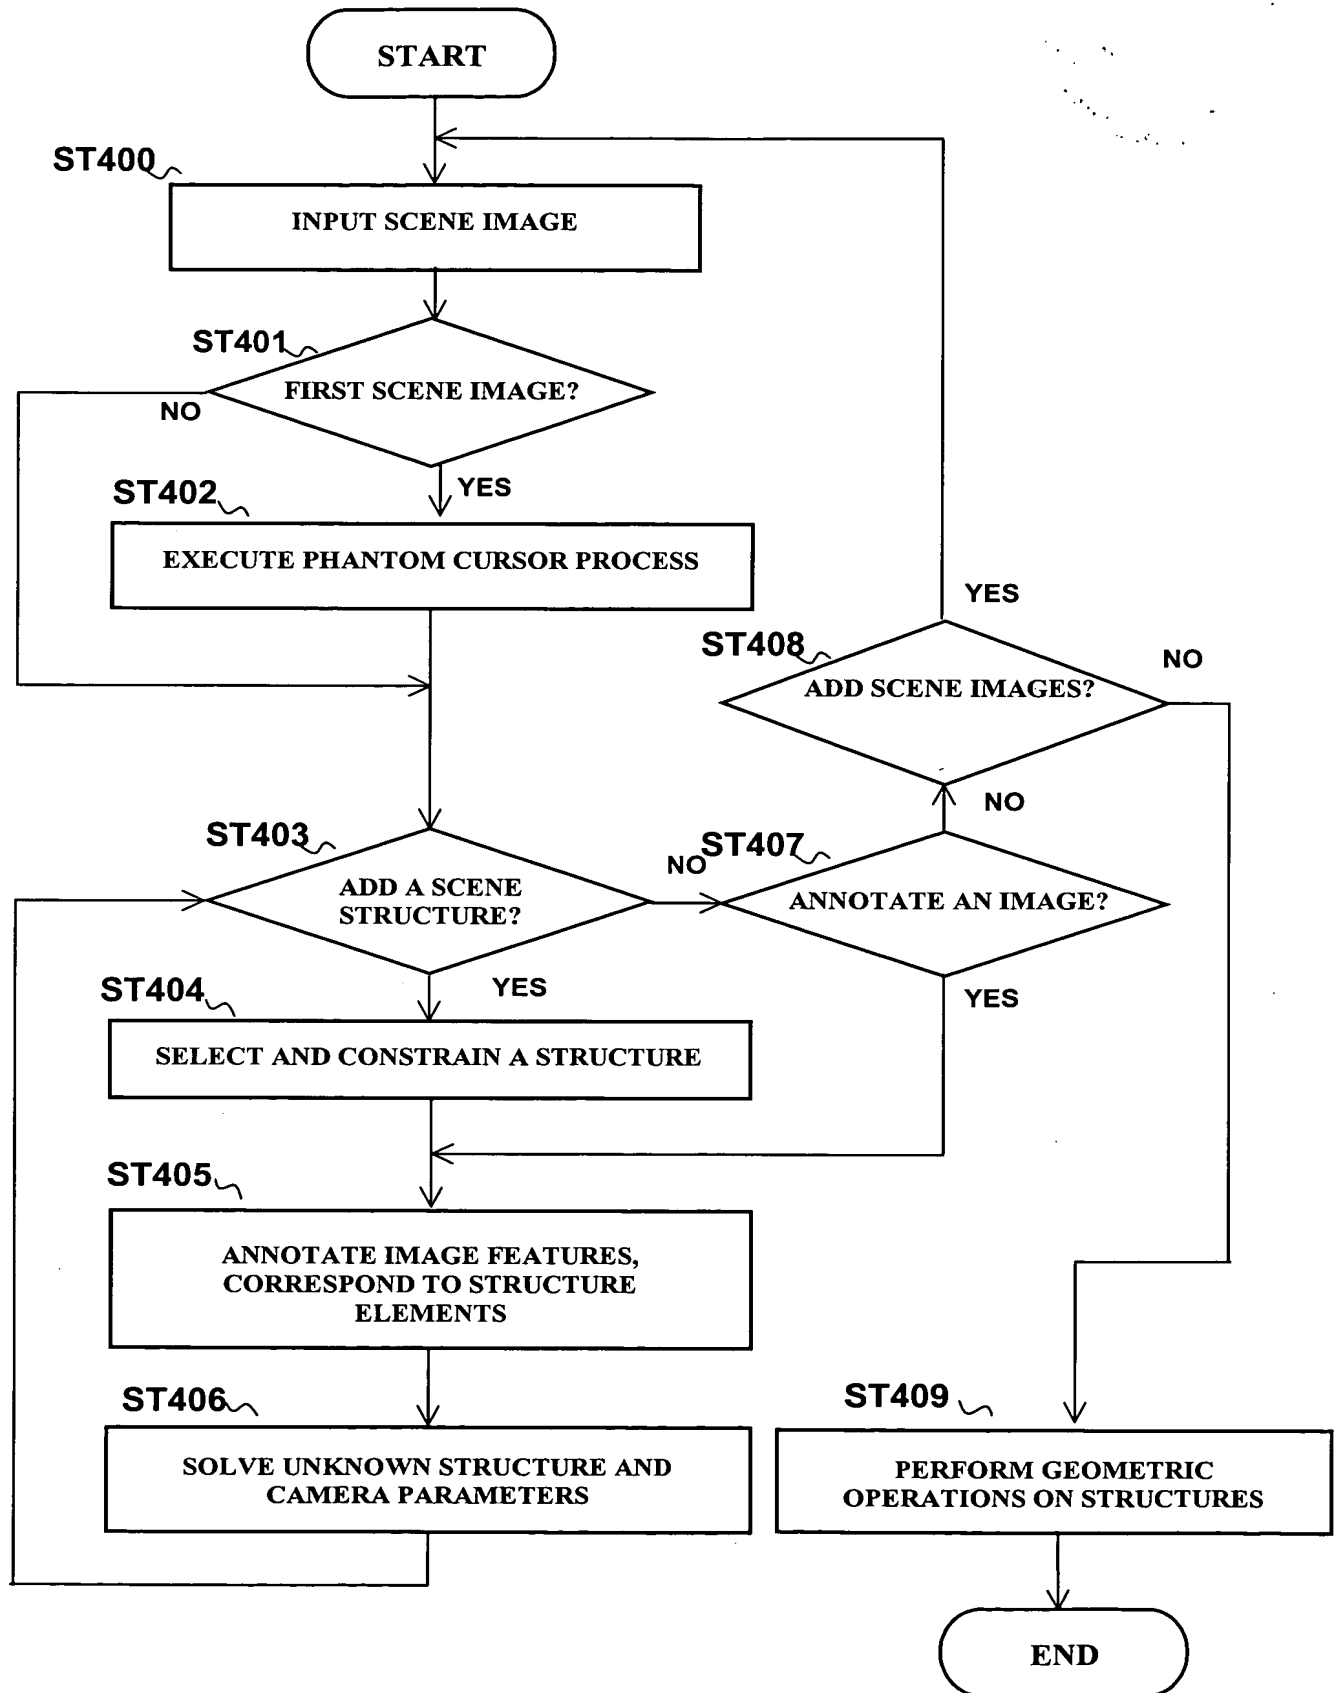 START
ST400
INPUT SCENE IMAGE
ST401
FIRST SCENE IMAGE?
NO
YES
ST402
EXECUTE PHANTOM CURSOR PROCESS
YES
ST408
NO
ADD SCENE IMAGES?
NO
ST403
ST407
NO
ADD A SCENE
STRUCTURE?
ANNOTATE AN IMAGE?
YES
YES
ST404
SELECT AND CONSTRAIN A STRUCTURE
ST405
ANNOTATE IMAGE FEATURES,
CORRESPOND TO STRUCTURE
ELEMENTS
ST406
SOLVE UNKNOWN STRUCTURE AND
CAMERA PARAMETERS
ST409
PERFORM GEOMETRIC
OPERATIONS ON STRUCTURES
END